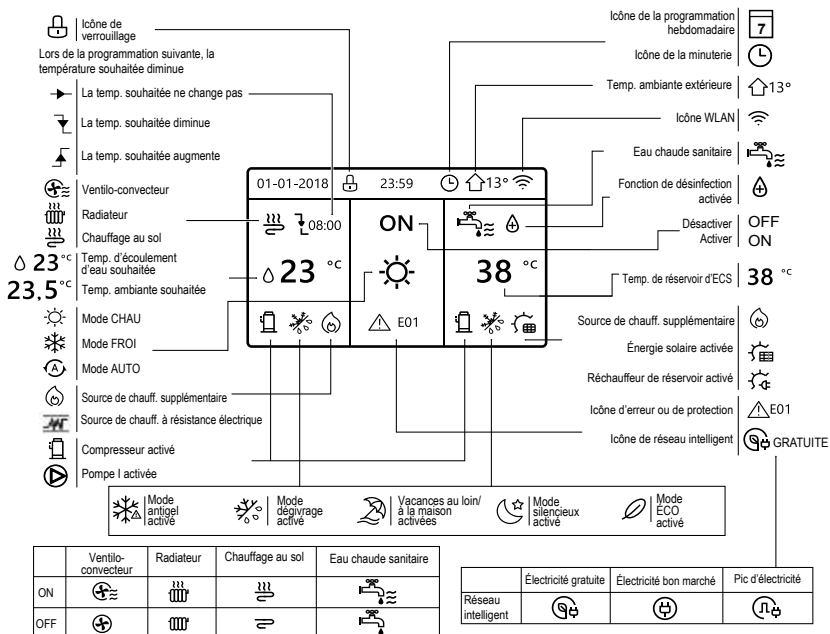 Icône de
verrouillage
Lors de la programmation suivante, la
température souhaitée diminue
La temp. souhaitée ne change pas
La temp. souhaitée diminue
La temp. souhaitée augmente
Ventilo-convecteur
Radiateur
Chauffage au sol
23°c Temp. d'écoulement
d'eau souhaitée
23,5°c Temp. ambiante souhaitée
Mode CHAU
Mode FROI
A Mode AUTO
Source de chauff. supplémentaire
Source de chauff. à résistance électrique
Compresseur activé
Pompe I activée
01-01-2018 23:59 13°
08:00 ON
23 °c 38 °c
E01
Icône de la programmation
hebdomadaire 7
Icône de la minuterie
Temp. ambiante extérieure 13°
Icône WLAN
Eau chaude sanitaire
Fonction de désinfection
activée
Désactiver OFF
Activer ON
Temp. de réservoir d'ECS 38 °c
Source de chauff. supplémentaire
Énergie solaire activée
Réchauffeur de réservoir activé
Icône d'erreur ou de protection E01
Icône de réseau intelligent GRATUITE
Mode
antigel
activé
Mode
dégivrage
activé
Vacances au loin/
à la maison
activées
Mode
silencieux
activé
Mode
ÉCO
activé
Ventilo-
convecteur Radiateur Chauffage au sol Eau chaude sanitaire
ON
OFF
Électricité gratuite Électricité bon marché Pic d'électricité
Réseau
intelligent